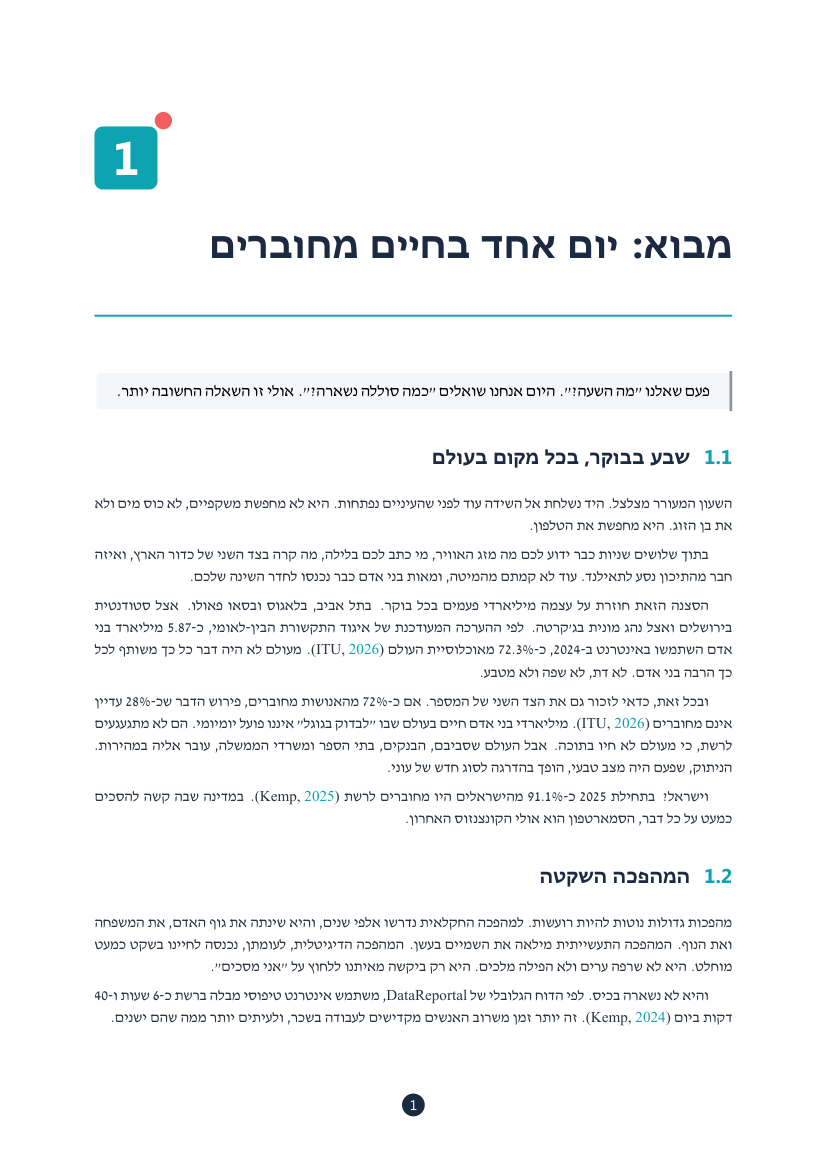 1
מבוא: יום אחד בחיים מחוברים
פעם שאלנו ״מה השעה?״. היום אנחנו שואלים ״כמה סוללה נשארה?״. אולי זו השאלה החשובה יותר.
1.1 שבע בבוקר, בכל מקום בעולם
השעון המעורר מצלצל. היד נשלחת אל השידה עוד לפני שהעיניים נפתחות. היא לא מחפשת משקפיים, לא כוס מים ולא
את בן הזוג. היא מחפשת את הטלפון.
בתוך שלושים שניות כבר ידוע לכם מה מזג האוויר, מי כתב לכם בלילה, מה קרה בצד השני של כדור הארץ, ואיזה
חבר מהתיכון נסע לתאילנד. עוד לא קמתם מהמיטה, ומאות בני אדם כבר נכנסו לחדר השינה שלכם.
הסצנה הזאת חוזרת על עצמה מיליארדי פעמים בכל בוקר. בתל אביב, בלאגוס ובסאו פאולו. אצל סטודנטית
בירושלים ואצל נהג מונית בג׳קרטה. לפי ההערכה המעודכנת של איגוד התקשורת הבין-לאומי, כ-5.87 מיליארד בני
אדם השתמשו באינטרנט ב-2024, כ-72.3% מאוכלוסיית העולם (ITU, 2026). מעולם לא היה דבר כל כך משותף לכל
כך הרבה בני אדם. לא דת, לא שפה ולא מטבע.
ובכל זאת, כדאי לזכור גם את הצד השני של המספר. אם כ-72% מהאנושות מחוברים, פירוש הדבר שכ-28% עדיין
אינם מחוברים (ITU, 2026). מיליארדי בני אדם חיים בעולם שבו ״לבדוק בגוגל״ איננו פועל יומיומי. הם לא מתגעגעים
לרשת, כי מעולם לא חיו בתוכה. אבל העולם שסביבם, הבנקים, בתי הספר ומשרדי הממשלה, עובר אליה במהירות.
הניתוק, שפעם היה מצב טבעי, הופך בהדרגה לסוג חדש של עוני.
וישראל? בתחילת 2025 כ-91.1% מהישראלים היו מחוברים לרשת (Kemp, 2025). במדינה שבה קשה להסכים
כמעט על כל דבר, הסמארטפון הוא אולי הקונצנזוס האחרון.
1.2 המהפכה השקטה
מהפכות גדולות נוטות להיות רועשות. למהפכה החקלאית נדרשו אלפי שנים, והיא שינתה את גוף האדם, את המשפחה
ואת הנוף. המהפכה התעשייתית מילאה את השמיים בעשן. המהפכה הדיגיטלית, לעומתן, נכנסה לחיינו בשקט כמעט
מוחלט. היא לא שרפה ערים ולא הפילה מלכים. היא רק ביקשה מאיתנו ללחוץ על ״אני מסכים״.
והיא לא נשארה בכיס. לפי הדוח הגלובלי של DataReportal, משתמש אינטרנט טיפוסי מבלה ברשת כ-6 שעות ו-40
דקות ביום (Kemp, 2024). זה יותר זמן משרוב האנשים מקדישים לעבודה בשכר, ולעיתים יותר ממה שהם ישנים.
1